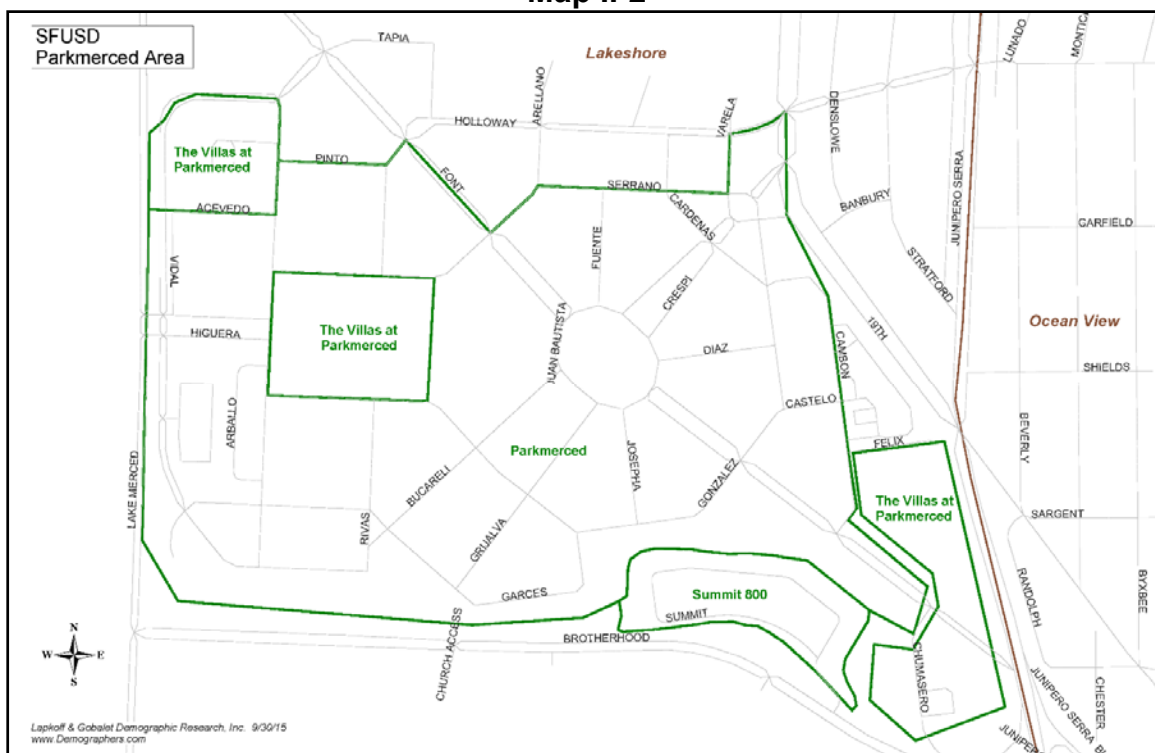 SFUSD
Parkmerced Area
TAPIA
Lakeshore
LUNADO
MONTICA
ARELLANO
HOLLOWAY
VARELA
DENSLOWE
The Villas at
Parkmerced
PINTO
FONT
SERRANO
JUNIPERO SERRA
ACEVEDO
CARDENAS
BANBURY
GARFIELD
FUENTE
STRATFORD
VIDAL
CRESPI
HIGUERA
The Villas at
Parkmerced
JUAN BAUTISTA
19TH
Ocean View
DIAZ
CAMBON
SHIELDS
ARBALLO
CASTELO
BEVERLY
FELIX
LAKE MERCED
BUCARELI
Parkmerced
JOSEPHA
GONZALEZ
The Villas at
Parkmerced
SARGENT
RIVAS
GRIJALVA
RANDOLPH
BYXBEE
GARCES
Summit 800
SUMMIT
BROTHERHOOD
CHURCH ACCESS
CHUMASERO
N
W
E
S
JUNIPERO SERRA
CHESTER
JUNIPERO
Lapkoff & Gobalet Demographic Research, Inc. 9/30/15
www.Demographers.com